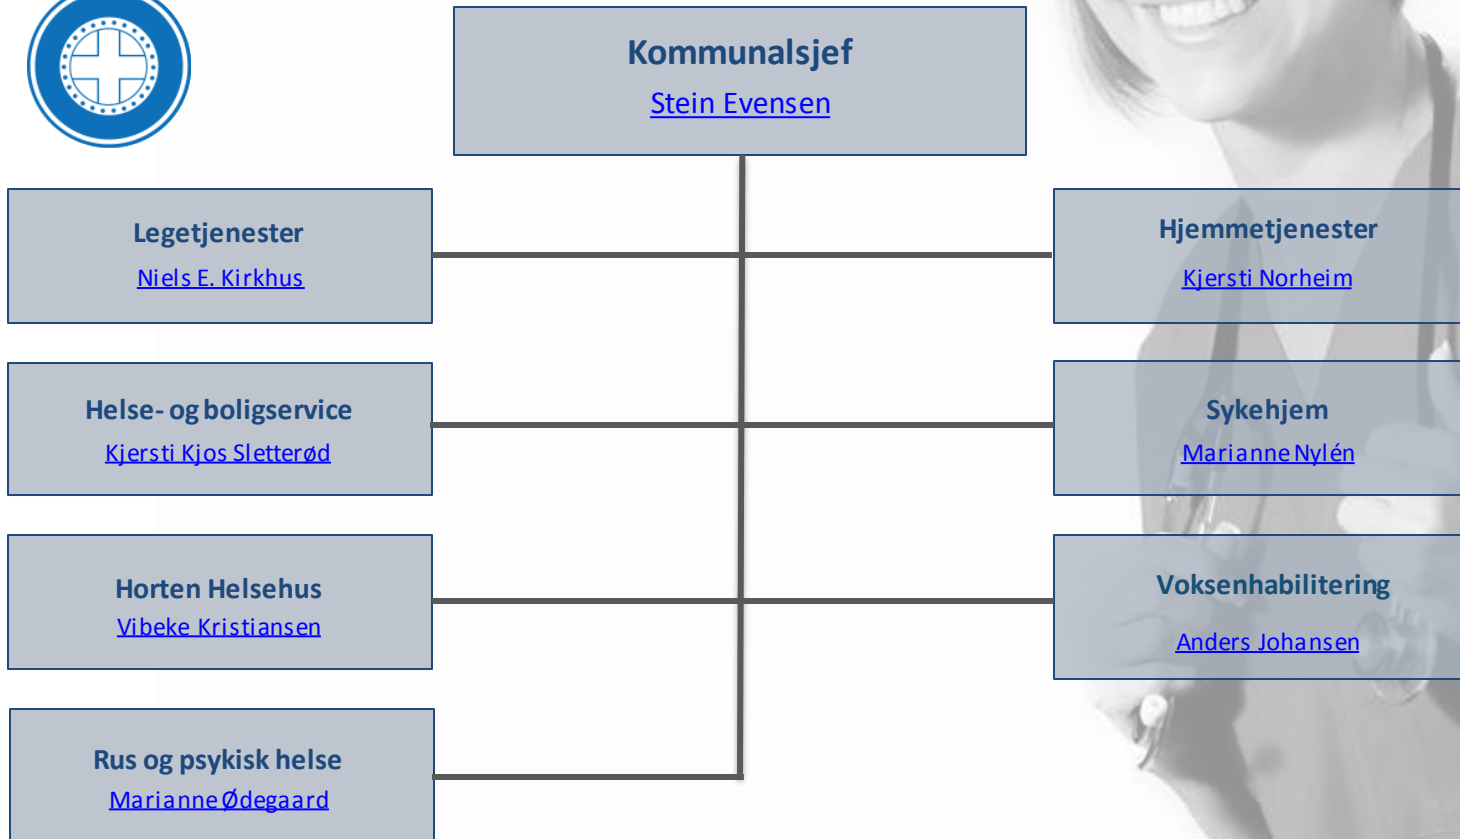 Kommunalsjef
Stein Evensen
Legetjenester
Niels E. Kirkhus
Hjemmetjenester
Kjersti Norheim
Helse- og boligservice
Kjersti Kjos Sletterød
Sykehjem
Marianne Nylén
Horten Helsehus
Vibeke Kristiansen
Voksenhabilitering
Anders Johansen
Rus og psykisk helse
Marianne Ødegaard